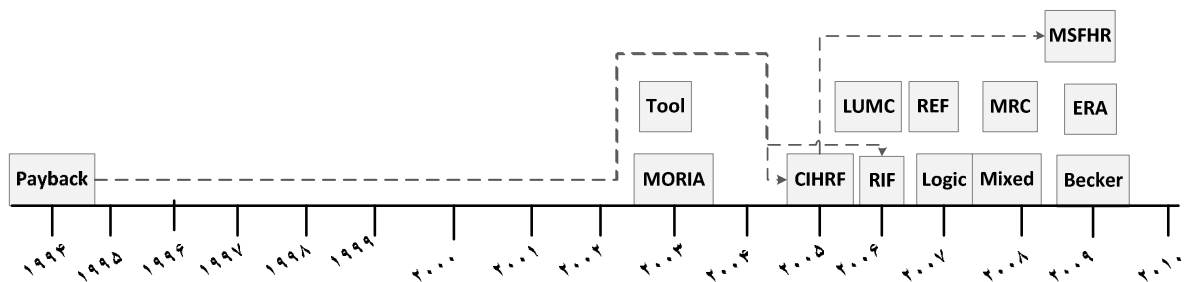 MSFHR
Tool
LUMC
REF
MRC
ERA
Payback
MORIA
CIHRF
RIF
Logic
Mixed
Becker
۱۹۹۴
۱۹۹۵
۱۹۹۶
۱۹۹۷
۱۹۹۸
۱۹۹۹
۲۰۰۰
۲۰۰۱
۲۰۰۲
۲۰۰۳
۲۰۰۴
۲۰۰۵
۲۰۰۶
۲۰۰۷
۲۰۰۸
۲۰۰۹
۲۰۱۰